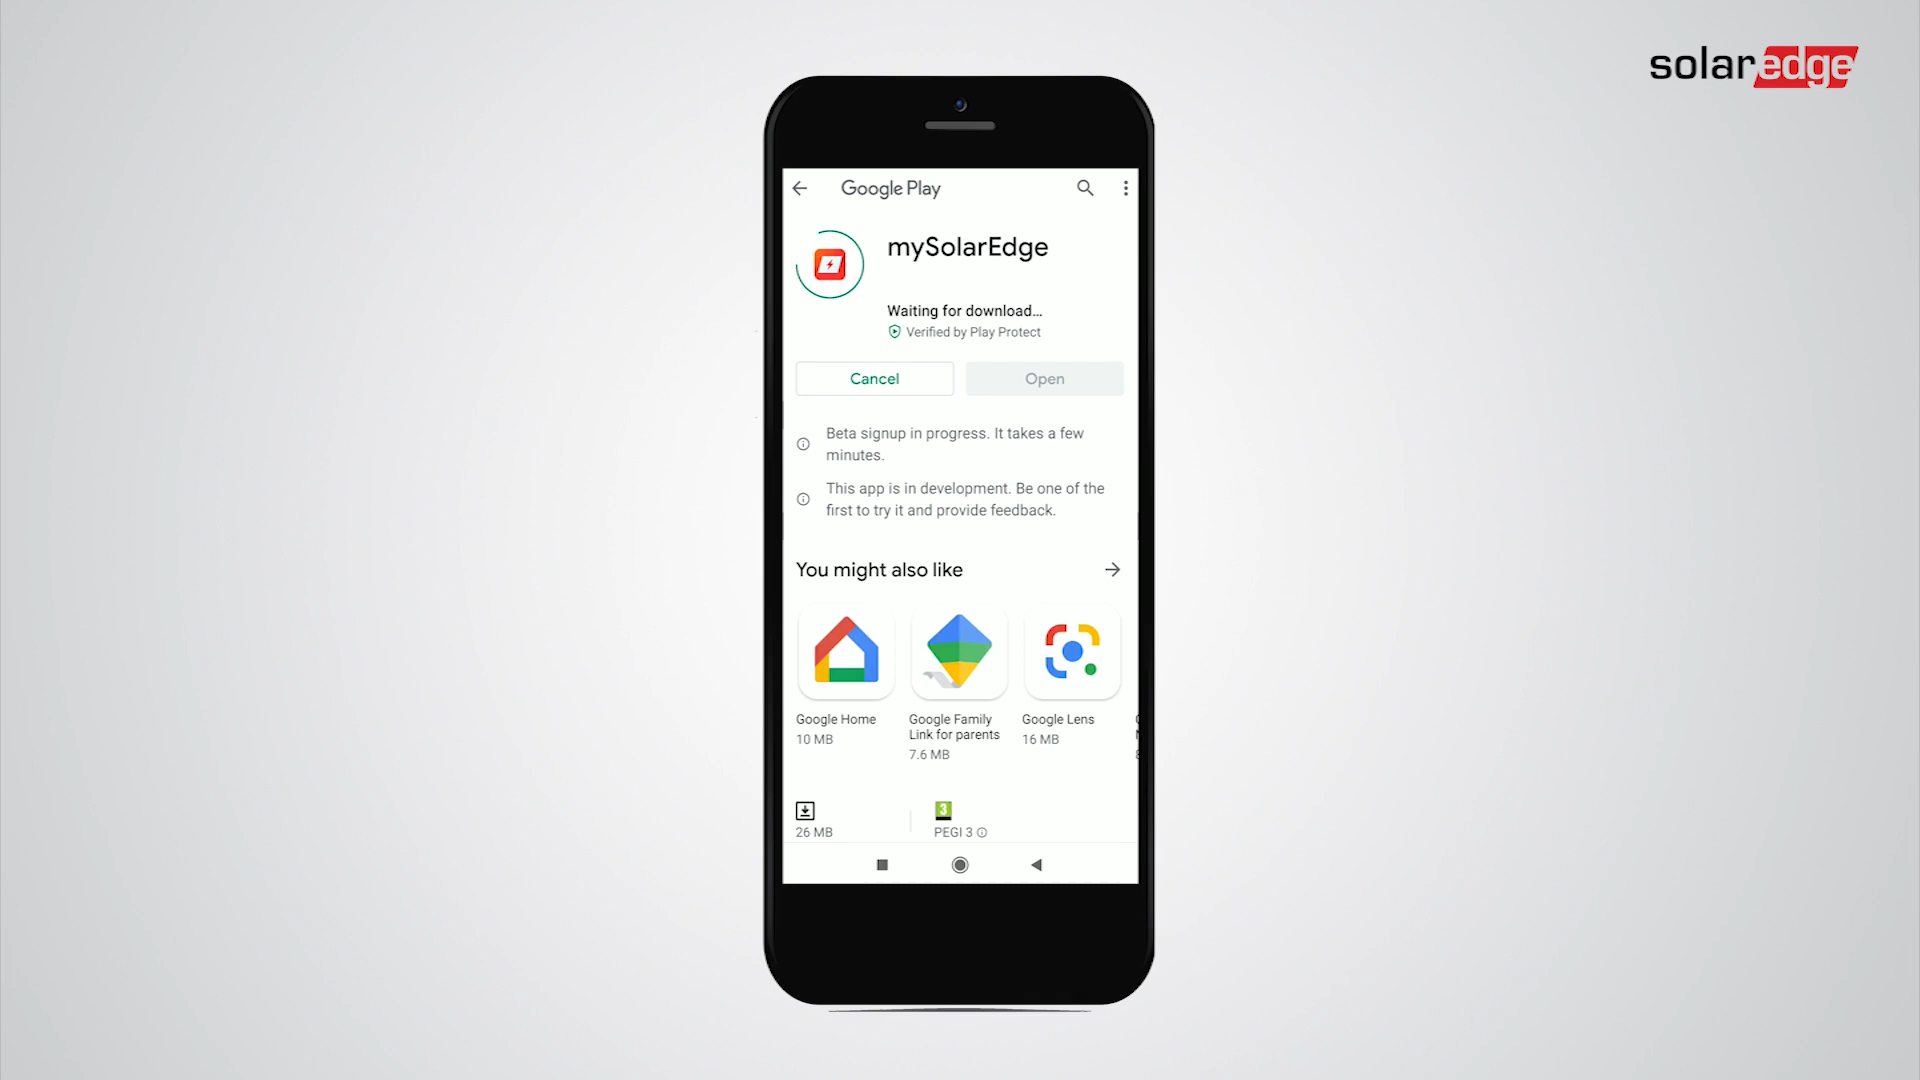 solaredge
Google Play
mySolarEdge
Waiting for download...
Verified by Play Protect
Cancel
Open
Beta signup in progress. It takes a few
minutes.
This app is in development. Be one of the
first to try it and provide feedback.
You might also like
Google Home
10 MB
Google Family
Link for parents
7.6 MB
Google Lens
16 MB
26 MB
3
PEGI 3